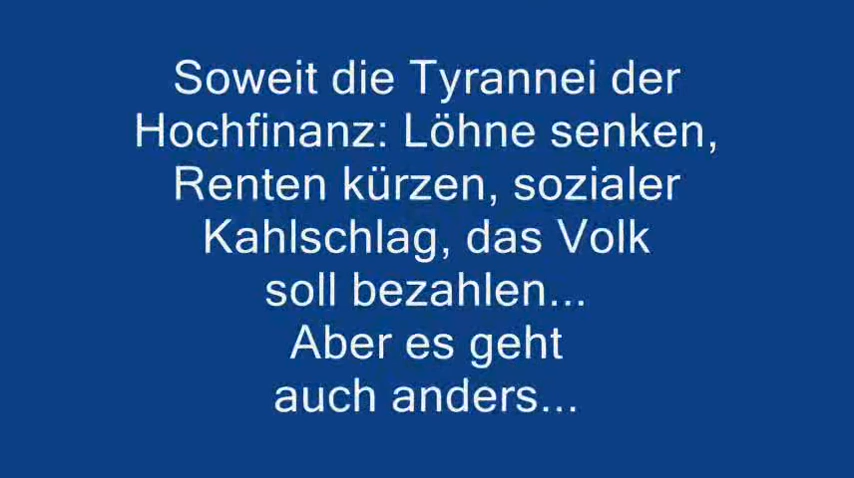 Soweit die Tyrannei der
Hochfinanz: Löhne senken,
Renten kürzen, sozialer
Kahlschlag, das Volk
soll bezahlen...
Aber es geht
auch anders...